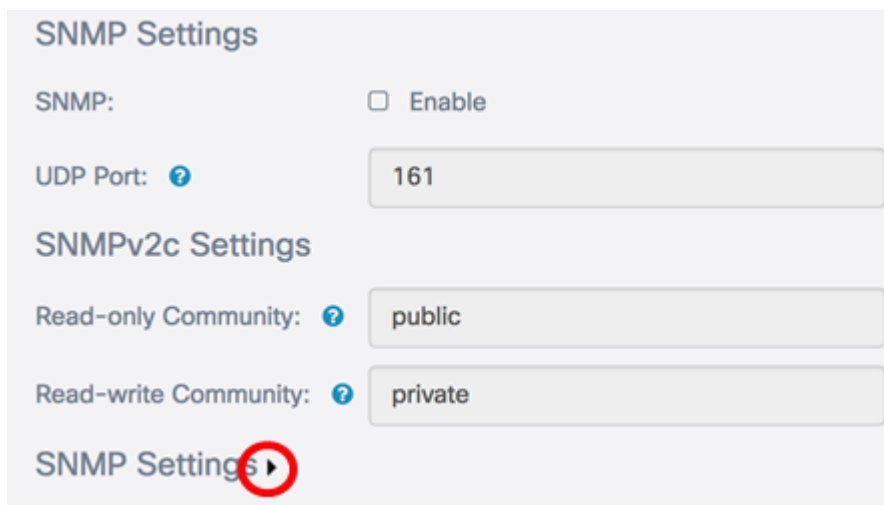 SNMP Settings
SNMP: Enable
UDP Port: ? 161
SNMPv2c Settings
Read-only Community: ? public
Read-write Community: ? private
SNMP Settings